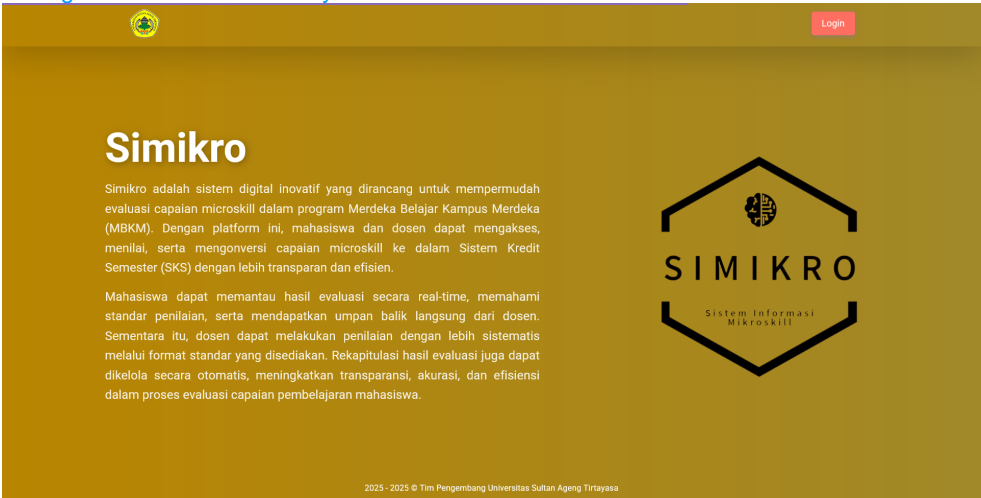 Login
Simikro
Simikro adalah sistem digital inovatif yang dirancang untuk mempermudah
evaluasi capaian microskill dalam program Merdeka Belajar Kampus Merdeka
(MBKM). Dengan platform ini, mahasiswa dan dosen dapat mengakses,
menilai, serta mengonversi capaian microskill ke dalam Sistem Kredit
Semester (SKS) dengan lebih transparan dan efisien.
Mahasiswa dapat memantau hasil evaluasi secara real-time, memahami
standar penilaian, serta mendapatkan umpan balik langsung dari dosen.
Sementara itu, dosen dapat melakukan penilaian dengan lebih sistematis
melalui format standar yang disediakan. Rekapitulasi hasil evaluasi juga dapat
dikelola secara otomatis, meningkatkan transparansi, akurasi, dan efisiensi
dalam proses evaluasi capaian pembelajaran mahasiswa.
SIMIKRO
Sistem Informasi
Mikroskill
2025 - 2025 © Tim Pengembang Universitas Sultan Ageng Tirtayasa